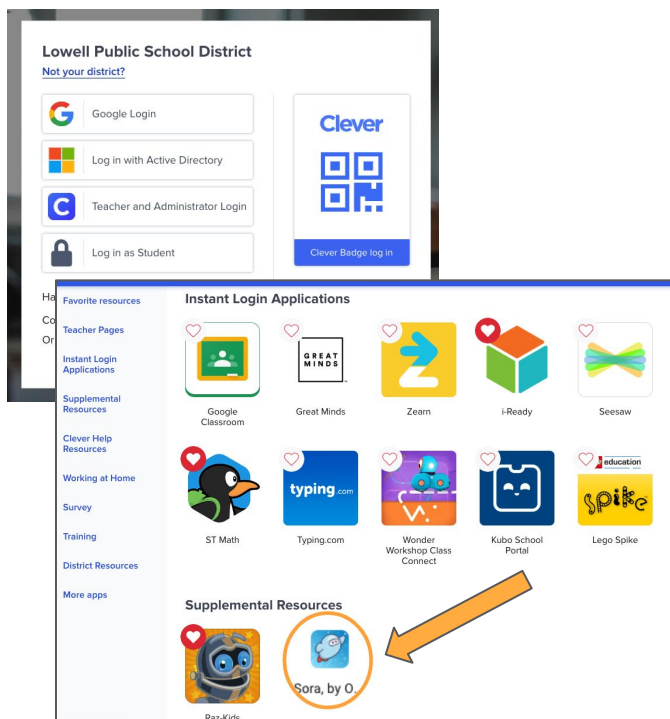 Lowell Public School District
Not your district?
Google Login
Log in with Active Directory
Teacher and Administrator Login
Log in as Student
Clever
Clever Badge log in
Ha
Co
Or
Favorite resources
Teacher Pages
Instant Login
Applications
Supplemental
Resources
Clever Help
Resources
Working at Home
Survey
Training
District Resources
More apps
Instant Login Applications
GREAT
MINDS
Google
Classroom
Great Minds
Zearn
i-Ready
Seesaw
typing.com
education
SPIKE
ST Math
Typing.com
Wonder
Workshop Class
Connect
Kubo School
Portal
Lego Spike
Supplemental Resources
Sora, by O..
Raz-Kids